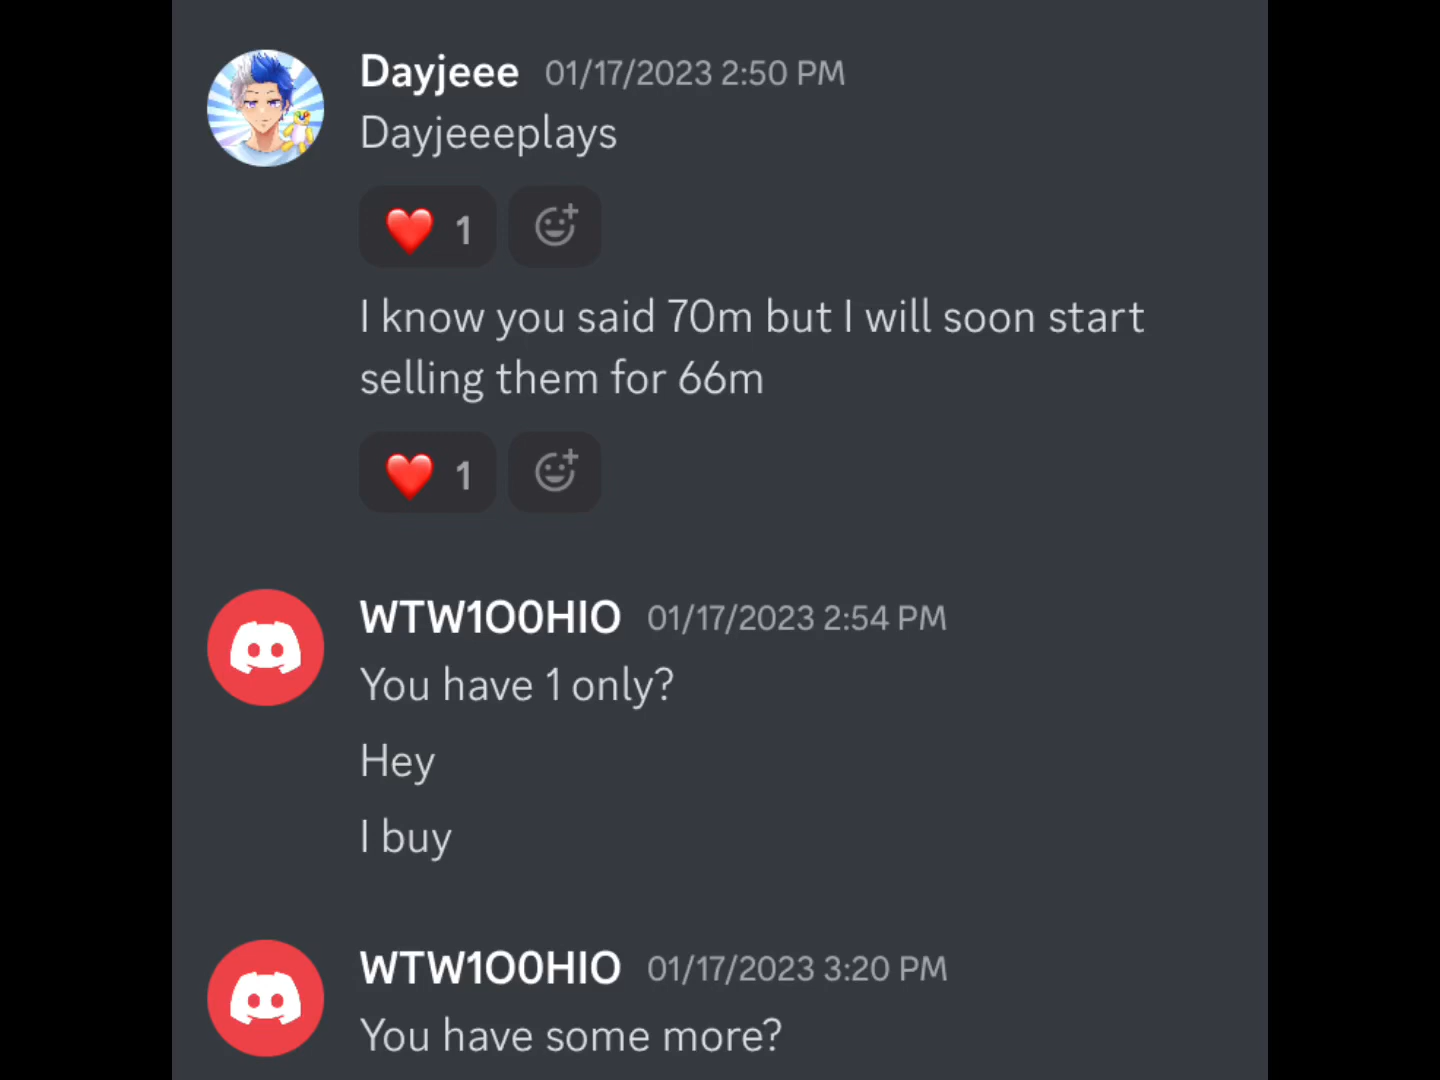 Dayjeee 01/17/2023 2:50 PM
Dayjeeeplays
❤️ 1
I know you said 70m but I will soon start
selling them for 66m
❤️ 1
WTW1O0HIO 01/17/2023 2:54 PM
You have 1 only?
Hey
I buy
WTW1O0HIO 01/17/2023 3:20 PM
You have some more?